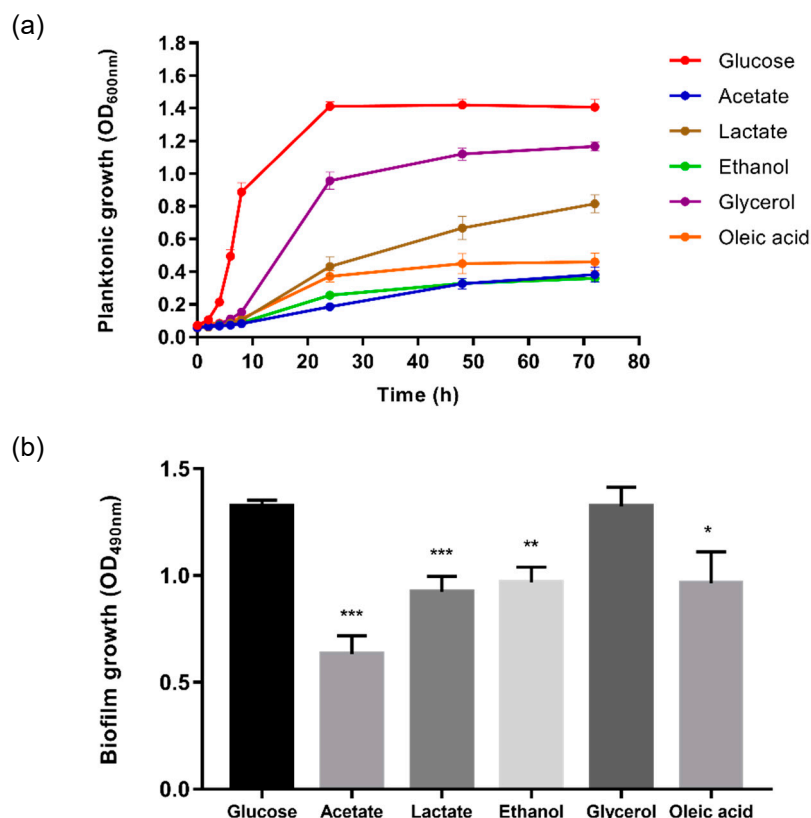 (a)
Planktonic growth (OD600nm)
1.8
1.6
1.4
1.2
1.0
0.8
0.6
0.4
0.2
0.0
0 10 20 30 40 50 60 70 80
Time (h)
Glucose
Acetate
Lactate
Ethanol
Glycerol
Oleic acid
(b)
Biofilm growth (OD490nm)
1.5
1.0
0.5
0.0
***
***
**
*
Glucose Acetate Lactate Ethanol Glycerol Oleic acid